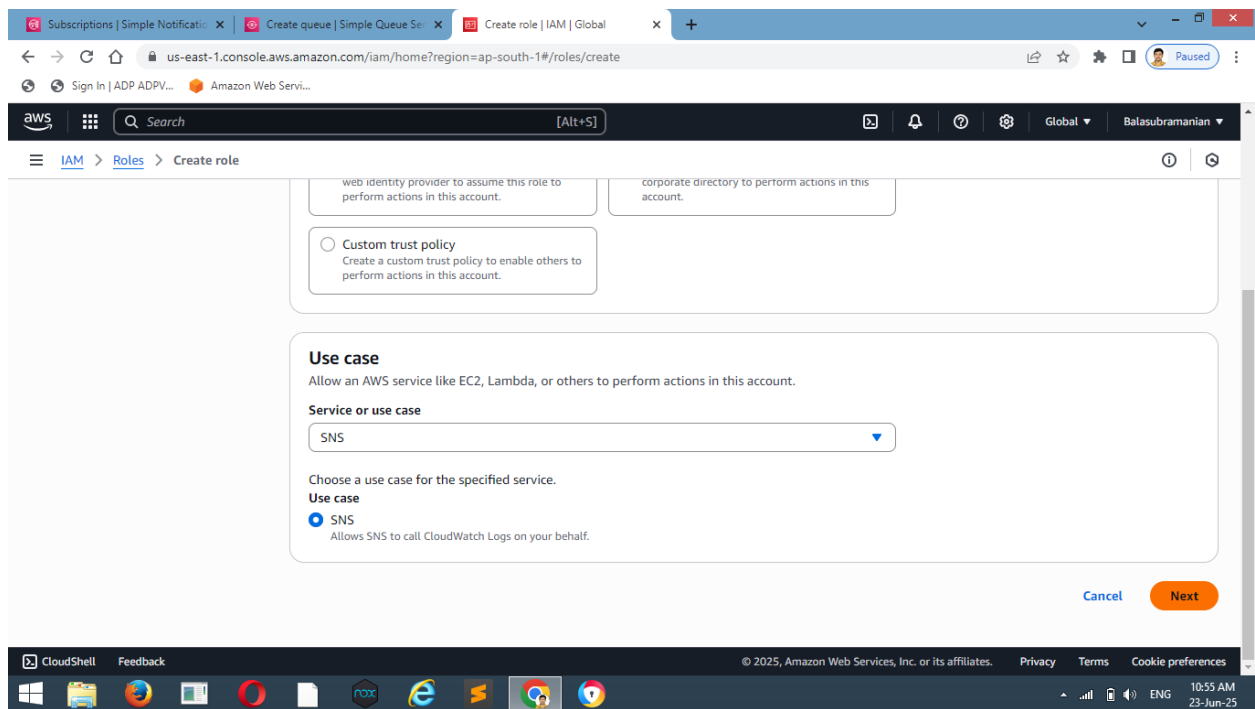 Subscriptions | Simple Notificatio
Create queue | Simple Queue Ser
Create role | IAM | Global
us-east-1.console.aws.amazon.com/iam/home?region=ap-south-1#/roles/create
Paused
Sign In | ADP ADPV...
Amazon Web Servi...
aws
Search
[Alt+S]
Global
Balasubramanian
IAM > Roles > Create role
web identity provider to assume this role to
perform actions in this account.
corporate directory to perform actions in this
account.
Custom trust policy
Create a custom trust policy to enable others to
perform actions in this account.
Use case
Allow an AWS service like EC2, Lambda, or others to perform actions in this account.
Service or use case
SNS
Choose a use case for the specified service.
Use case
SNS
Allows SNS to call CloudWatch Logs on your behalf.
Cancel
Next
CloudShell
Feedback
© 2025, Amazon Web Services, Inc. or its affiliates.
Privacy
Terms
Cookie preferences
nox
ENG
10:55 AM
23-Jun-25